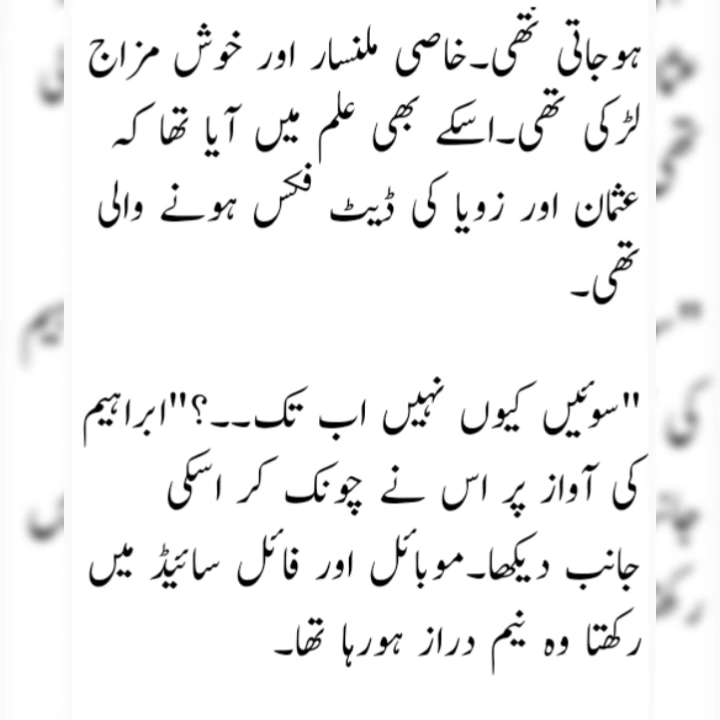 ہوجاتی تھی۔خاصی ملنسار اور خوش مزاج
لڑکی تھی۔اسکے بھی علم میں آیا تھا کہ
عثمان اور زویا کی ڈیٹ فکس ہونے والی
تھی۔
"سوئیں کیوں نہیں اب تک۔۔؟"ابراہیم
کی آواز پر اس نے چونک کر اسکی
جانب دیکھا۔موبائل اور فائل سائیڈ میں
رکھتا وہ نیم دراز ہورہا تھا۔